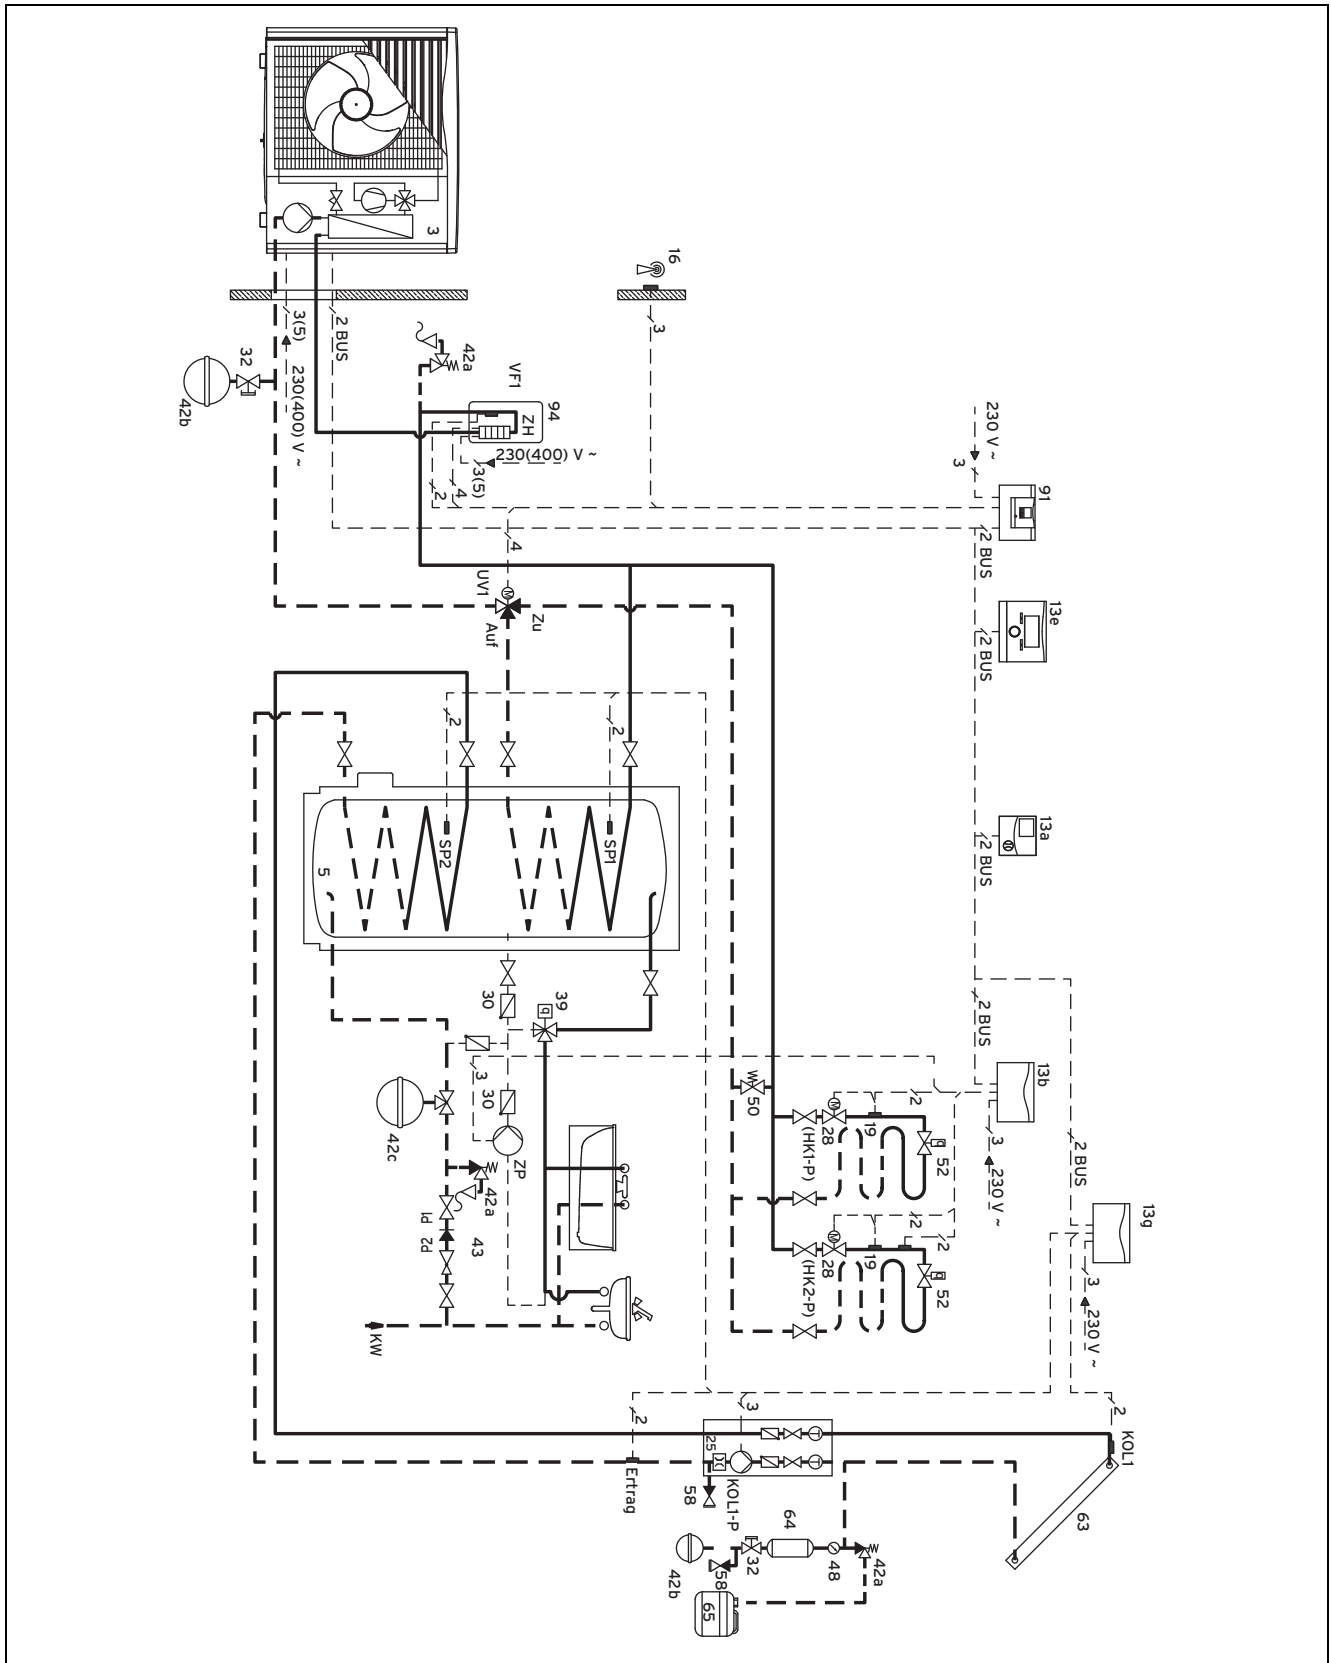 3
16
3
3(5)
2 BUS
230(400) V ~
32
42b
42a
VF1
94
ZH
230(400) V ~
3(5)
4
2
230 V ~
3
91
2 BUS
4
UV1
Zu
Auf
13e
2 BUS
2
2
13a
2 BUS
SP1
SP2
5
30
39
2 BUS
13b
3
230 V ~
3
30
50
2
19
28
52
(HK1-P)
42c
ZP
42a
p1
p2
43
2 BUS
13g
3
230 V ~
2
2
19
28
52
(HK2-P)
KW
2
3
2
KOL1
25
KOL1-P
58
Ertrag
63
64
32
58
48
42a
42b
65